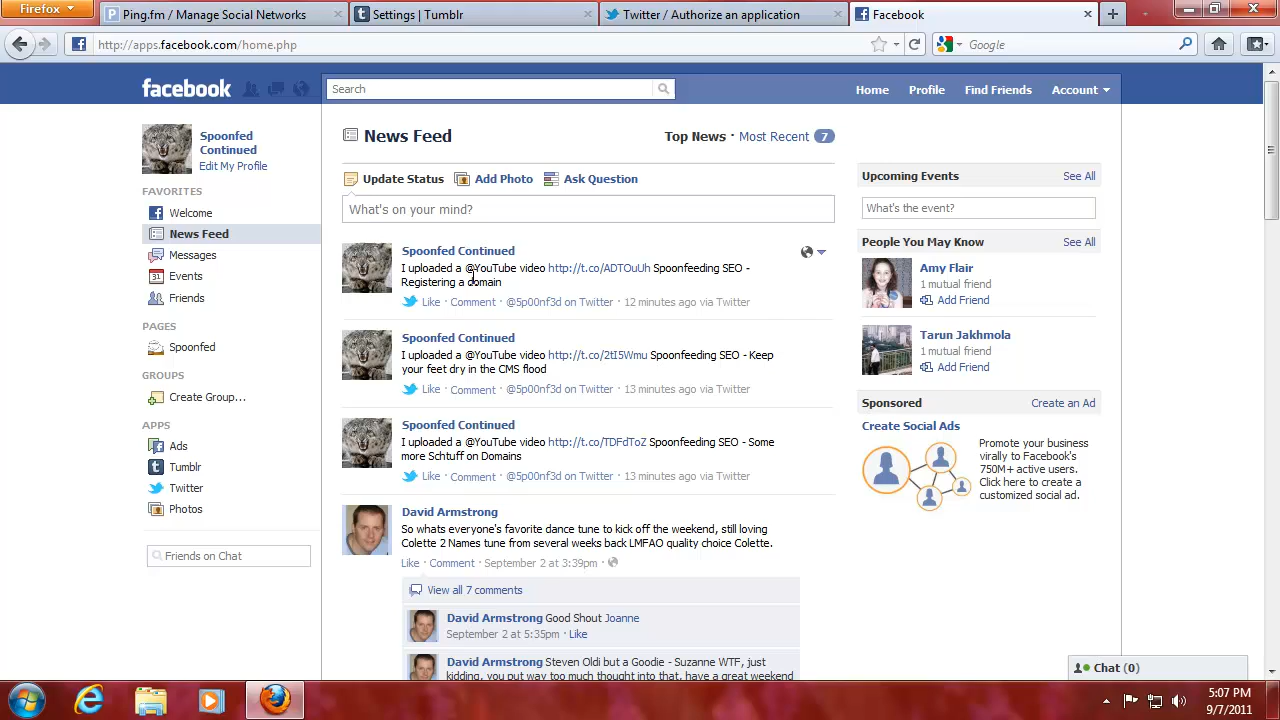 Firefox
Ping.fm / Manage Social Networks
Settings | Tumblr
Twitter / Authorize an application
Facebook
http://apps.facebook.com/home.php
Google
facebook
Search
Home
Profile
Find Friends
Account
Spoonfed
Continued
Edit My Profile
FAVORITES
Welcome
News Feed
Messages
Events
Friends
PAGES
Spoonfed
GROUPS
Create Group...
APPS
Ads
Tumblr
Twitter
Photos
Friends on Chat
News Feed
Top News · Most Recent 7
Update Status
Add Photo
Ask Question
What's on your mind?
Spoonfed Continued
I uploaded a @YouTube video http://t.co/ADTOuUh Spoonfeeding SEO -
Registering a domain
Like · Comment · @5p00nf3d on Twitter · 12 minutes ago via Twitter
Spoonfed Continued
I uploaded a @YouTube video http://t.co/2tI5Wmu Spoonfeeding SEO - Keep
your feet dry in the CMS flood
Like · Comment · @5p00nf3d on Twitter · 13 minutes ago via Twitter
Spoonfed Continued
I uploaded a @YouTube video http://t.co/TDFdToZ Spoonfeeding SEO - Some
more Schtuff on Domains
Like · Comment · @5p00nf3d on Twitter · 13 minutes ago via Twitter
David Armstrong
So whats everyone's favorite dance tune to kick off the weekend, still loving
Colette 2 Names tune from several weeks back LMFAO quality choice Colette.
Like · Comment · September 2 at 3:39pm ·
View all 7 comments
David Armstrong Good Shout Joanne
September 2 at 5:35pm · Like
David Armstrong Steven Oldi but a Goodie - Suzanne WTF, just
kidding, you put way too much thought into that, have a great weekend
Upcoming Events
See All
What's the event?
People You May Know
See All
Amy Flair
1 mutual friend
Add Friend
Tarun Jakhmola
1 mutual friend
Add Friend
Sponsored
Create an Ad
Create Social Ads
Promote your business
virally to Facebook's
750M+ active users.
Click here to create a
customized social ad.
Chat (0)
5:07 PM
9/7/2011